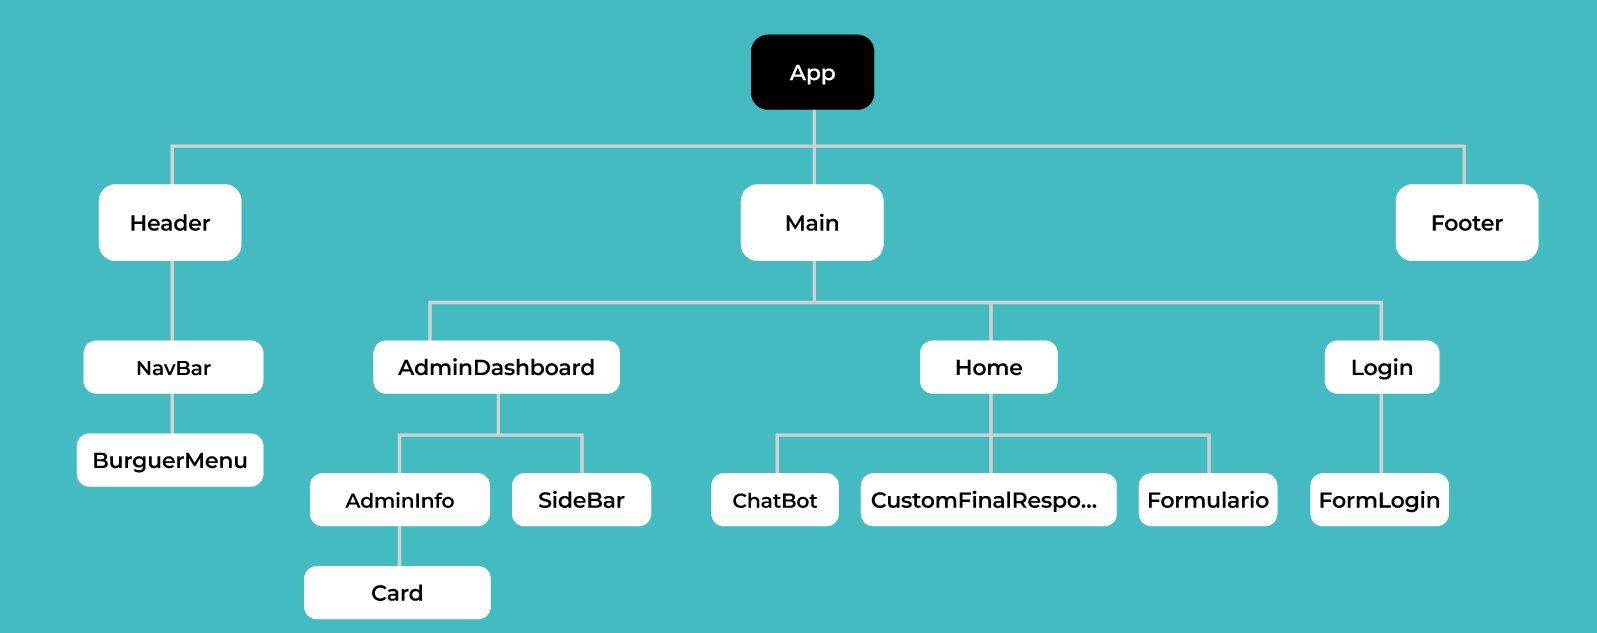 App
Header
Main
Footer
NavBar
AdminDashboard
Home
Login
BurguerMenu
AdminInfo
SideBar
ChatBot
CustomFinalRespo...
Formulario
FormLogin
Card